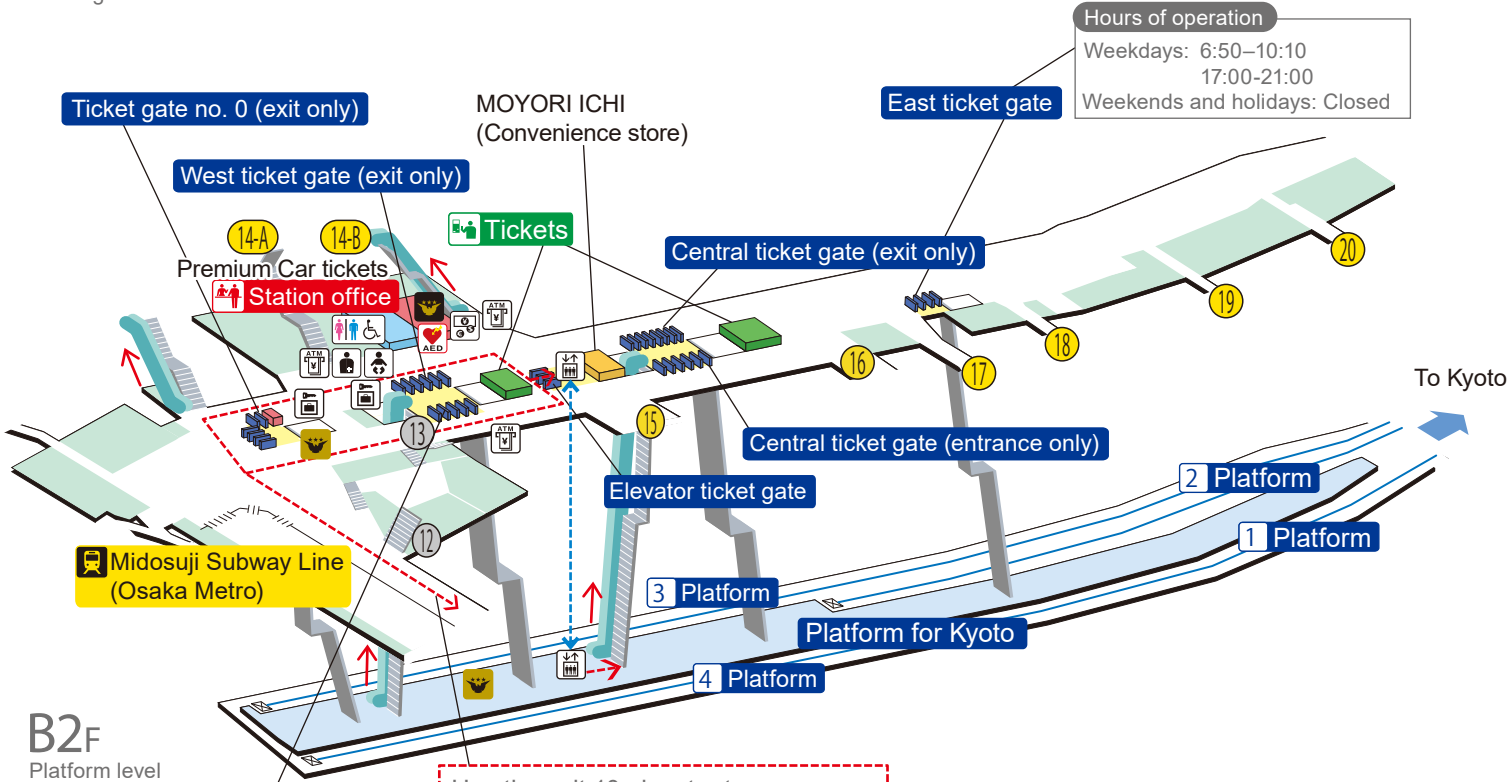 Hours of operation
Weekdays: 6:50–10:10
17:00-21:00
Weekends and holidays: Closed
East ticket gate
Ticket gate no. 0 (exit only)
MOYORI ICHI
(Convenience store)
West ticket gate (exit only)
Tickets
14-A
14-B
Central ticket gate (exit only)
Premium Car tickets
Station office
ATM
¥
AED
ATM
¥
20
19
18
17
16
15
13
12
ATM
¥
To Kyoto
Central ticket gate (entrance only)
Elevator ticket gate
2 Platform
1 Platform
Midosuji Subway Line
(Osaka Metro)
3 Platform
Platform for Kyoto
4 Platform
B2F
Platform level